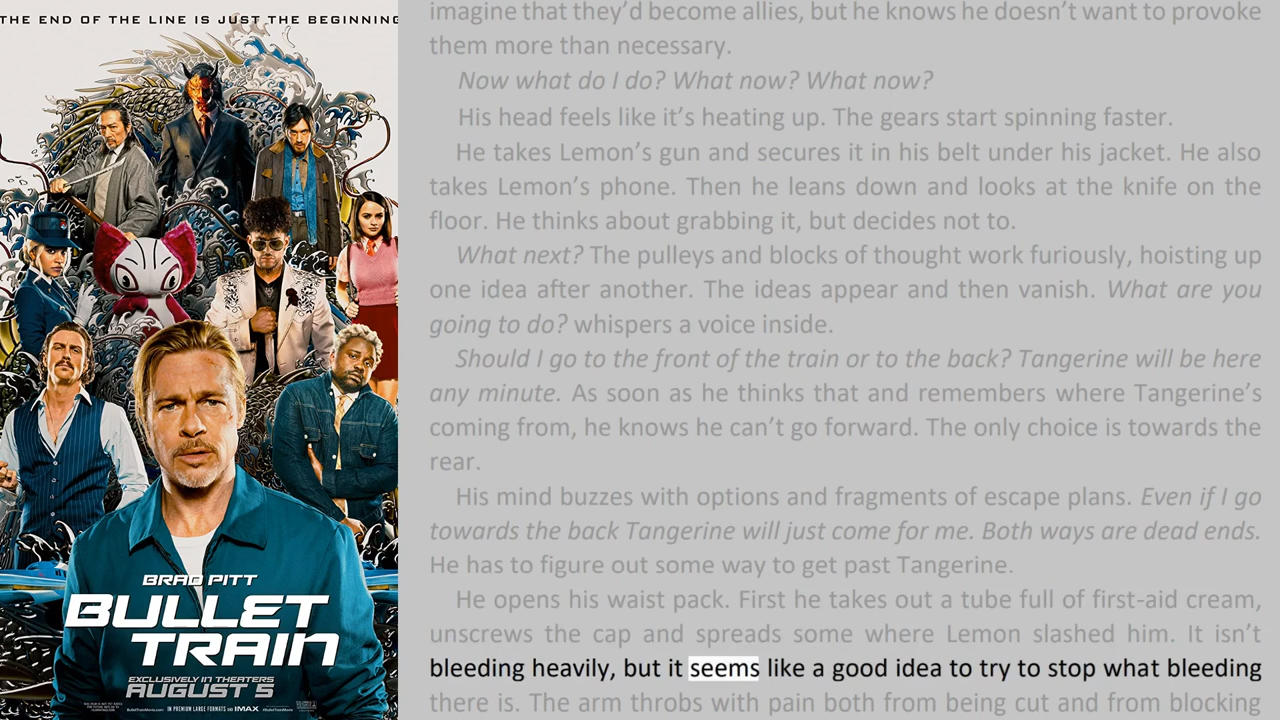 THE END OF THE LINE IS JUST THE BEGINNING
BRAD PITT
BULLET
TRAIN
EXCLUSIVELY IN THEATERS
AUGUST 5
IN PREMIUM LARGE FORMATS AND IMAX
imagine that they’d become allies, but he knows he doesn’t want to provoke
them more than necessary.
Now what do I do? What now? What now?
His head feels like it’s heating up. The gears start spinning faster.
He takes Lemon’s gun and secures it in his belt under his jacket. He also
takes Lemon’s phone. Then he leans down and looks at the knife on the
floor. He thinks about grabbing it, but decides not to.
What next? The pulleys and blocks of thought work furiously, hoisting up
one idea after another. The ideas appear and then vanish. What are you
going to do? whispers a voice inside.
Should I go to the front of the train or to the back? Tangerine will be here
any minute. As soon as he thinks that and remembers where Tangerine’s
coming from, he knows he can’t go forward. The only choice is towards the
rear.
His mind buzzes with options and fragments of escape plans. Even if I go
towards the back Tangerine will just come for me. Both ways are dead ends.
He has to figure out some way to get past Tangerine.
He opens his waist pack. First he takes out a tube full of first-aid cream,
unscrews the cap and spreads some where Lemon slashed him. It isn’t
bleeding heavily, but it seems like a good idea to try to stop what bleeding
there is. The arm throbs with pain, both from being cut and from blocking